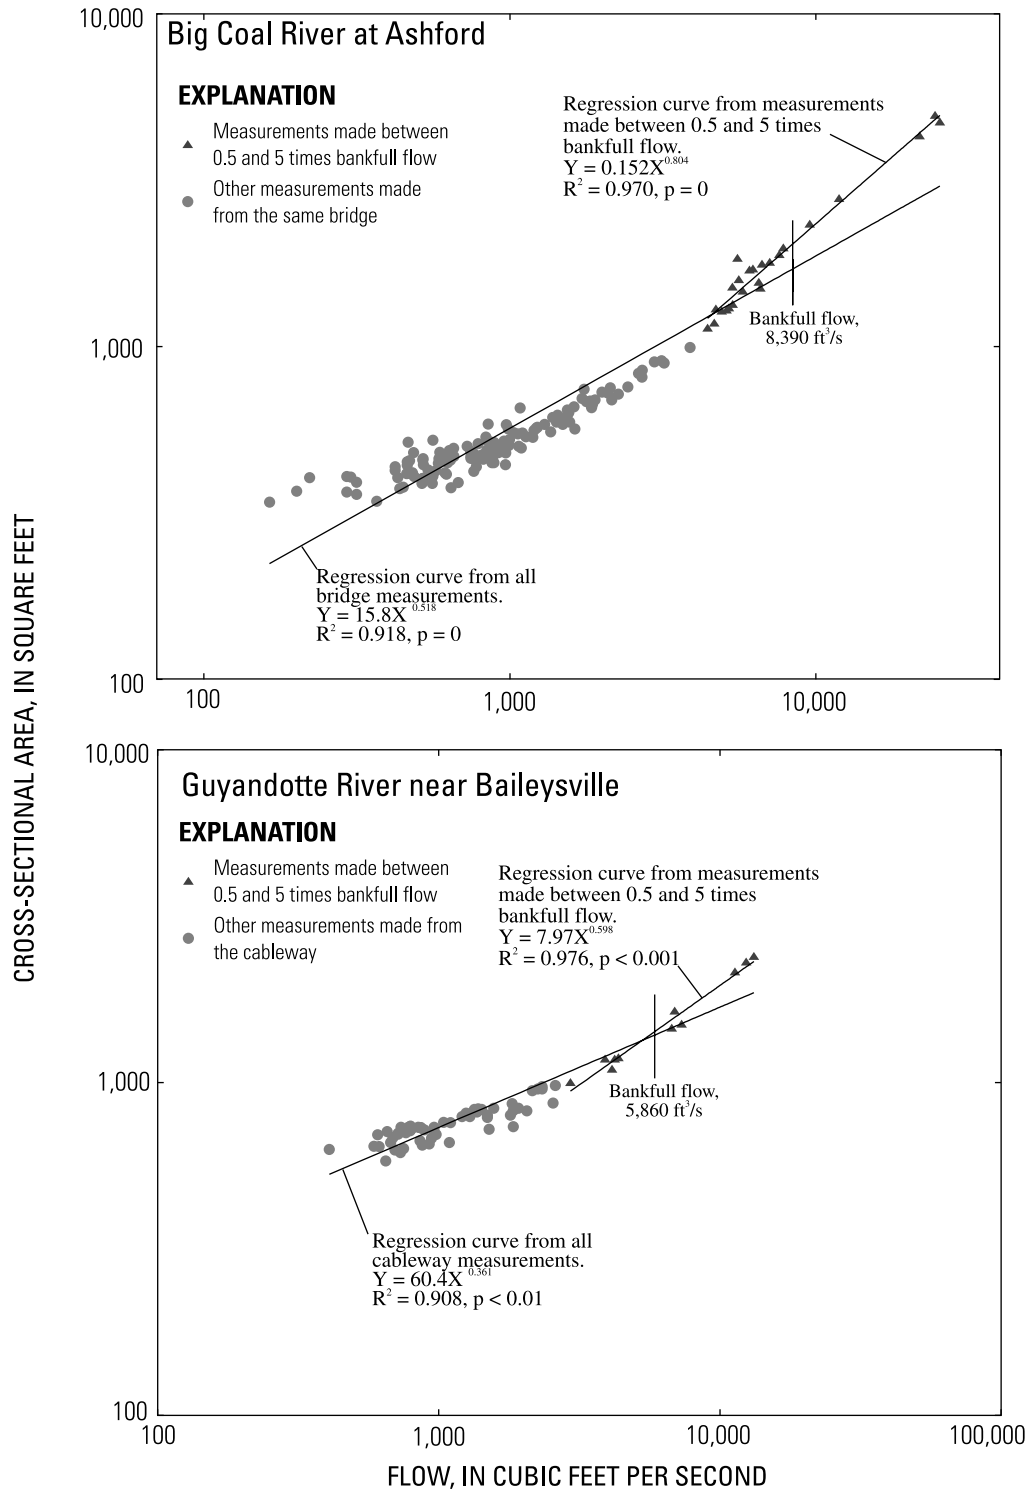 CROSS-SECTIONAL AREA, IN SQUARE FEET
10,000
Big Coal River at Ashford
EXPLANATION
Measurements made between
0.5 and 5 times bankfull flow
Other measurements made
from the same bridge
Regression curve from measurements
made between 0.5 and 5 times
bankfull flow.
Y = 0.152X^0.804
R² = 0.970, p = 0
Bankfull flow,
8,390 ft³/s
1,000
Regression curve from all
bridge measurements.
Y = 15.8X^0.518
R² = 0.918, p = 0
100
100
1,000
10,000
10,000
Guyandotte River near Baileysville
EXPLANATION
Measurements made between
0.5 and 5 times bankfull flow
Other measurements made from
the cableway
Regression curve from measurements
made between 0.5 and 5 times
bankfull flow.
Y = 7.97X^0.598
R² = 0.976, p < 0.001
1,000
Bankfull flow,
5,860 ft³/s
Regression curve from all
cableway measurements.
Y = 60.4X^0.361
R² = 0.908, p < 0.01
100
100
1,000
10,000
100,000
FLOW, IN CUBIC FEET PER SECOND